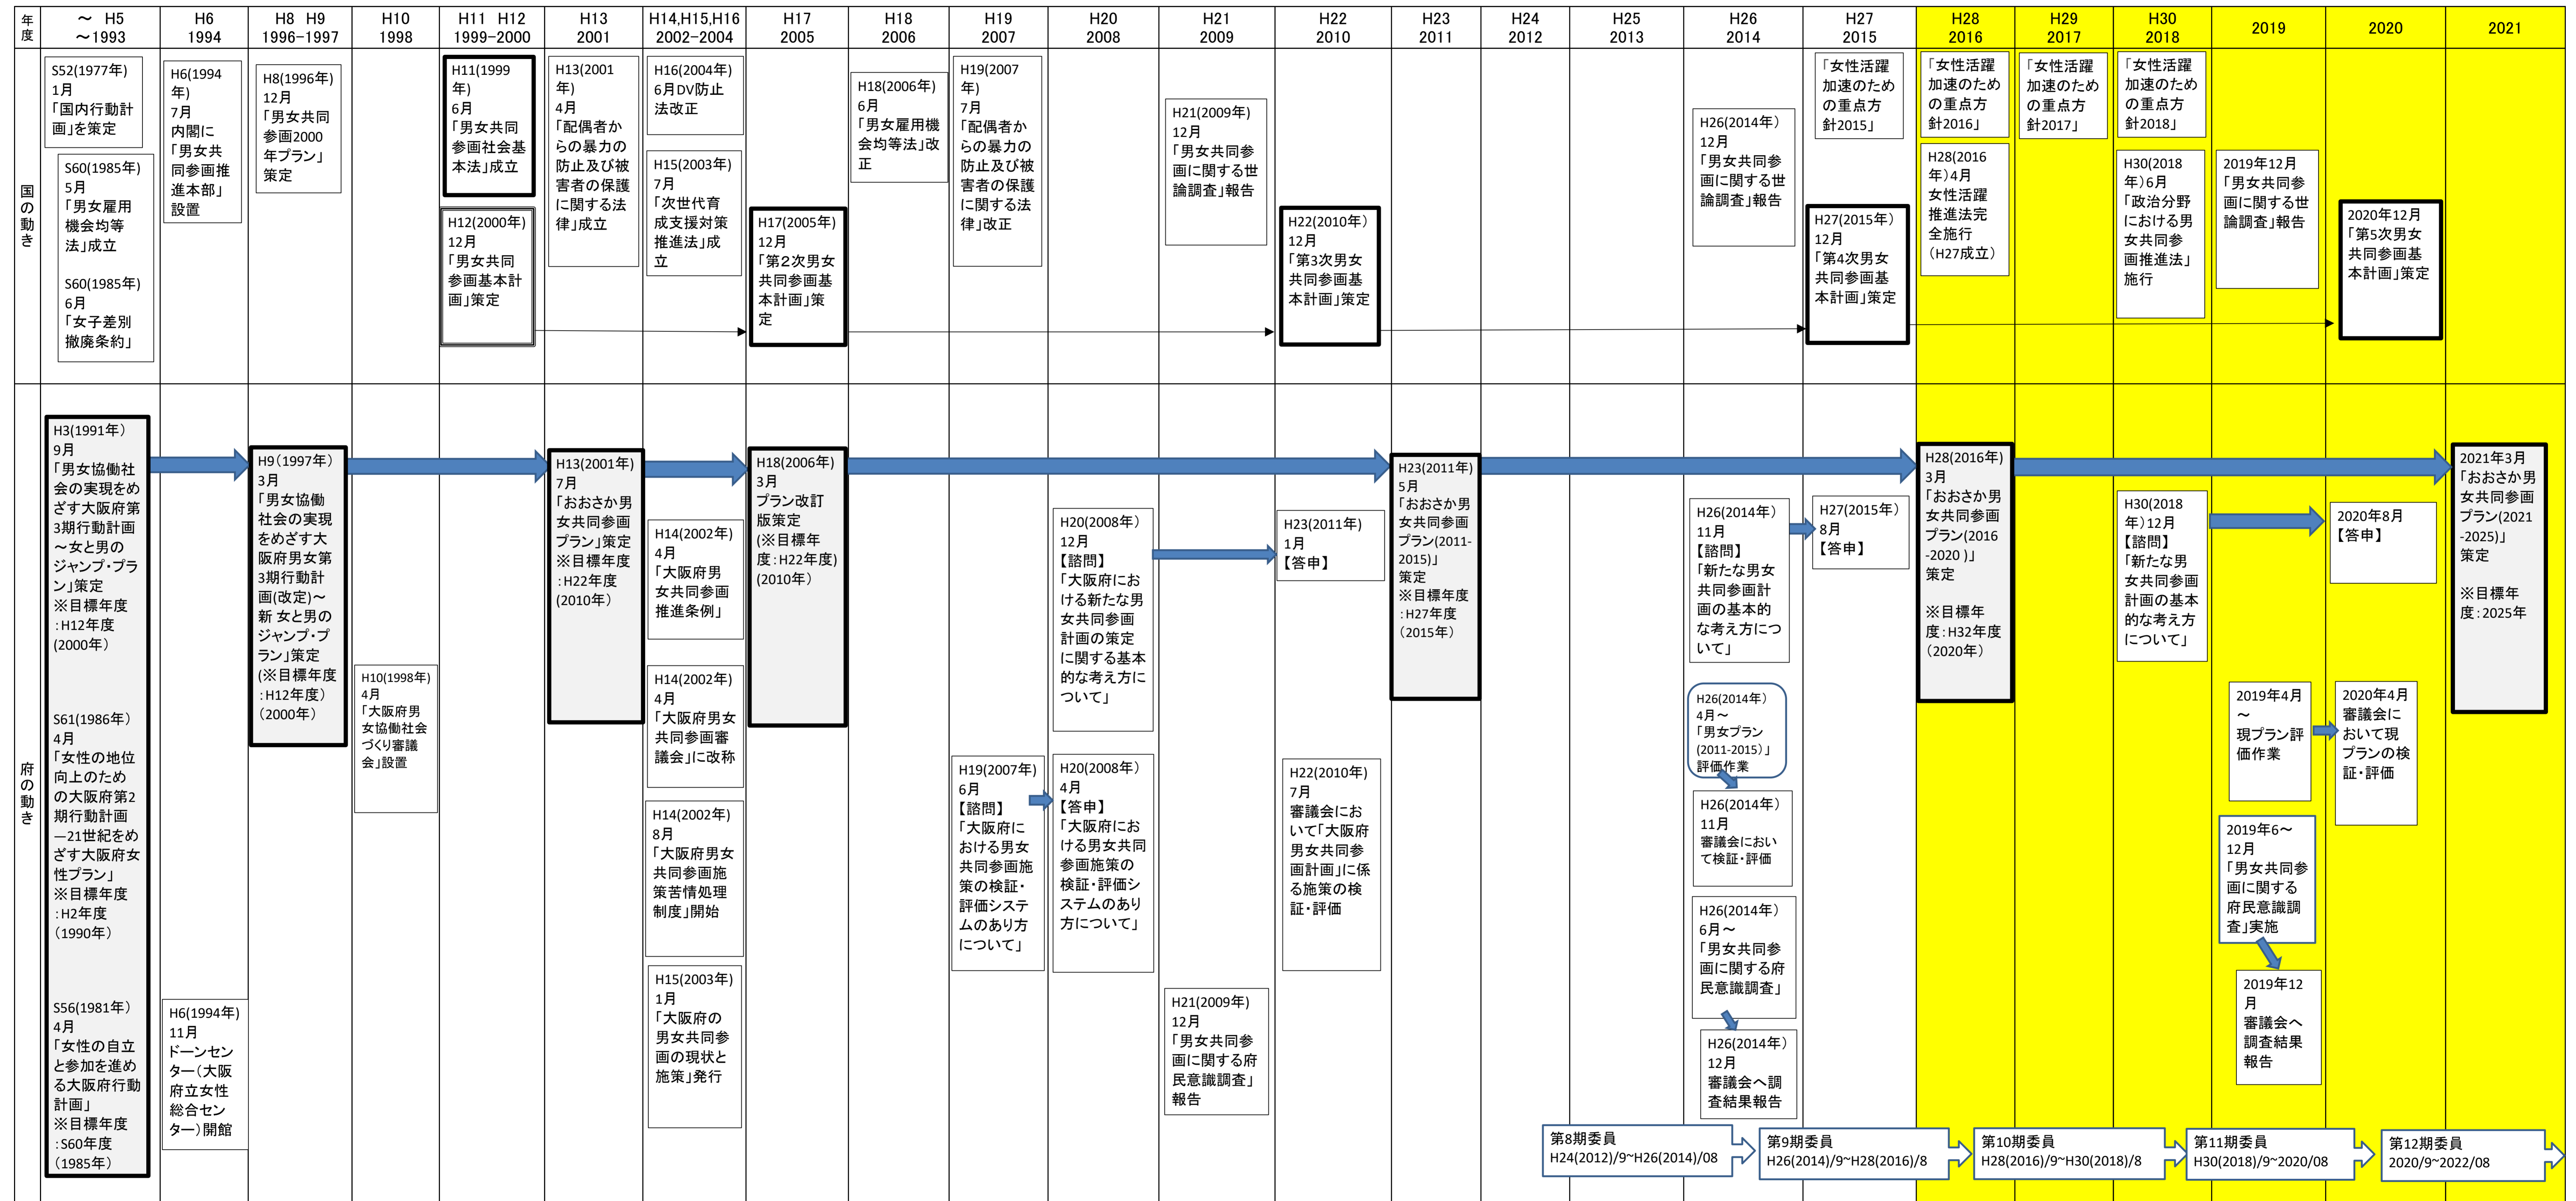 年
度
～ H5
～1993
H6
1994
H8 H9
1996-1997
H10
1998
H11 H12
1999-2000
H13
2001
H14,H15,H16
2002-2004
H17
2005
H18
2006
H19
2007
H20
2008
H21
2009
H22
2010
H23
2011
H24
2012
H25
2013
H26
2014
H27
2015
H28
2016
H29
2017
H30
2018
2019
2020
2021
国の動き
S52(1977年)
1月
「国内行動計
画」を策定
S60(1985年)
5月
「男女雇用
機会均等
法」成立
S60(1985年)
6月
「女子差別
撤廃条約」
H6(1994
年)
7月
内閣に
「男女共
同参画推
進本部」
設置
H8(1996年)
12月
「男女共同
参画2000
年プラン」
策定
H11(1999
年)
6月
「男女共同
参画社会基
本法」成立
H12(2000年)
12月
「男女共同
参画基本計
画」策定
H13(2001
年)
4月
「配偶者か
らの暴力の
防止及び被
害者の保護
に関する法
律」成立
H16(2004年)
6月DV防止
法改正
H15(2003年)
7月
「次世代育
成支援対策
推進法」成
立
H17(2005年)
12月
「第２次男女
共同参画基
本計画」策
定
H18(2006年)
6月
「男女雇用機
会均等法」改
正
H19(2007
年)
7月
「配偶者か
らの暴力の
防止及び被
害者の保護
に関する法
律」改正
H21(2009年)
12月
「男女共同参
画に関する世
論調査」報告
H22(2010年)
12月
「第3次男女
共同参画基
本計画」策定
H26(2014年)
12月
「男女共同参
画に関する世
論調査」報告
「女性活躍
加速のため
の重点方
針2015」
H27(2015年)
12月
「第4次男女
共同参画基
本計画」策定
「女性活躍
加速のため
の重点方
針2016」
H28(2016
年)4月
女性活躍
推進法完
全施行
（H27成立）
「女性活躍
加速のため
の重点方
針2017」
「女性活躍
加速のため
の重点方
針2018」
H30(2018
年)6月
「政治分野
における男
女共同参
画推進法」
施行
2019年12月
「男女共同参
画に関する世
論調査」報告
2020年12月
「第5次男女
共同参画基
本計画」策定
府の動き
H3(1991年)
9月
「男女協働社
会の実現をめ
ざす大阪府第
3期行動計画
～女と男の
ジャンプ・プラ
ン」策定
※目標年度
:H12年度
(2000年)
S61(1986年)
4月
「女性の地位
向上のため
の大阪府第2
期行動計画
―21世紀をめ
ざす大阪府女
性プラン」
※目標年度
:H2年度
（1990年）
S56(1981年)
4月
「女性の自立
と参加を進め
る大阪府行動
計画」
※目標年度
:S60年度
（1985年）
H6(1994年)
11月
ドーンセン
ター（大阪
府立女性
総合セン
ター）開館
H9（1997年）
3月
「男女協働
社会の実現
をめざす大
阪府男女第
3期行動計
画(改定)～
新 女と男の
ジャンプ・プ
ラン」策定
(※目標年度
:H12年度）
（2000年）
H10(1998年)
4月
「大阪府男
女協働社会
づくり審議
会」設置
H13(2001年)
7月
「おおさか男
女共同参画
プラン」策定
※目標年度
:H22年度
(2010年)
H14(2002年)
4月
「大阪府男
女共同参画
推進条例」
H14(2002年)
4月
「大阪府男女
共同参画審
議会」に改称
H14(2002年)
8月
「大阪府男女
共同参画施
策苦情処理
制度」開始
H15(2003年)
1月
「大阪府の
男女共同参
画の現状と
施策」発行
H18(2006年)
3月
プラン改訂
版策定
(※目標年
度:H22年度)
(2010年)
H19(2007年)
6月
【諮問】
「大阪府に
おける男女
共同参画施
策の検証・
評価システ
ムのあり方
について」
H20(2008年)
12月
【諮問】
「大阪府にお
ける新たな男
女共同参画
計画の策定
に関する基本
的な考え方に
ついて」
H20(2008年)
4月
【答申】
「大阪府にお
ける男女共同
参画施策の
検証・評価シ
ステムのあり
方について」
H21(2009年)
12月
「男女共同参
画に関する府
民意識調査」
報告
H23(2011年)
1月
【答申】
H22(2010年)
7月
審議会にお
いて「大阪府
男女共同参
画計画」に係
る施策の検
証・評価
H23(2011年)
5月
「おおさか男
女共同参画
プラン(2011-
2015)」
策定
※目標年度
:H27年度
（2015年）
H26(2014年)
11月
【諮問】
「新たな男女
共同参画計
画の基本的
な考え方につ
いて」
H26(2014年)
4月～
「男女プラン
(2011-2015)」
評価作業
H26(2014年)
11月
審議会におい
て検証・評価
H26(2014年)
6月～
「男女共同参
画に関する府
民意識調査」
H26(2014年)
12月
審議会へ調
査結果報告
H27(2015年)
8月
【答申】
H28(2016年)
3月
「おおさか男
女共同参画
プラン(2016
-2020 )」
策定
※目標年
度：H32年度
（2020年）
H30(2018
年)12月
【諮問】
「新たな男
女共同参画
計画の基本
的な考え方
について」
2019年4月
～
現プラン評
価作業
2019年6～
12月
「男女共同参
画に関する
府民意識調
査」実施
2019年12
月
審議会へ
調査結果
報告
2020年8月
【答申】
2020年4月
審議会に
おいて現
プランの検
証・評価
2021年3月
「おおさか男
女共同参画
プラン(2021
-2025)」
策定
※目標年
度：2025年
第8期委員
H24(2012)/9~H26(2014)/08
第9期委員
H26(2014)/9~H28(2016)/8
第10期委員
H28(2016)/9~H30(2018)/8
第11期委員
H30(2018)/9~2020/08
第12期委員
2020/9~2022/08